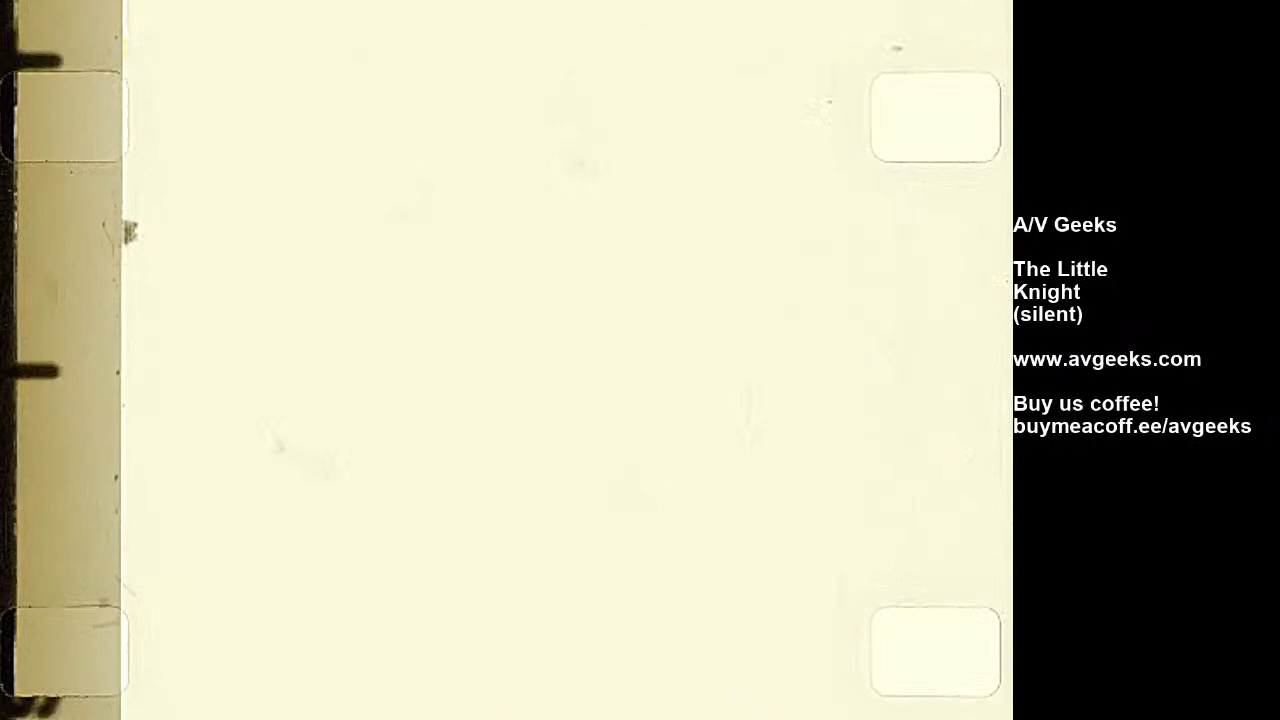 A/V Geeks
The Little
Knight
(silent)
www.avgeeks.com
Buy us coffee!
buymeacoff.ee/avgeeks